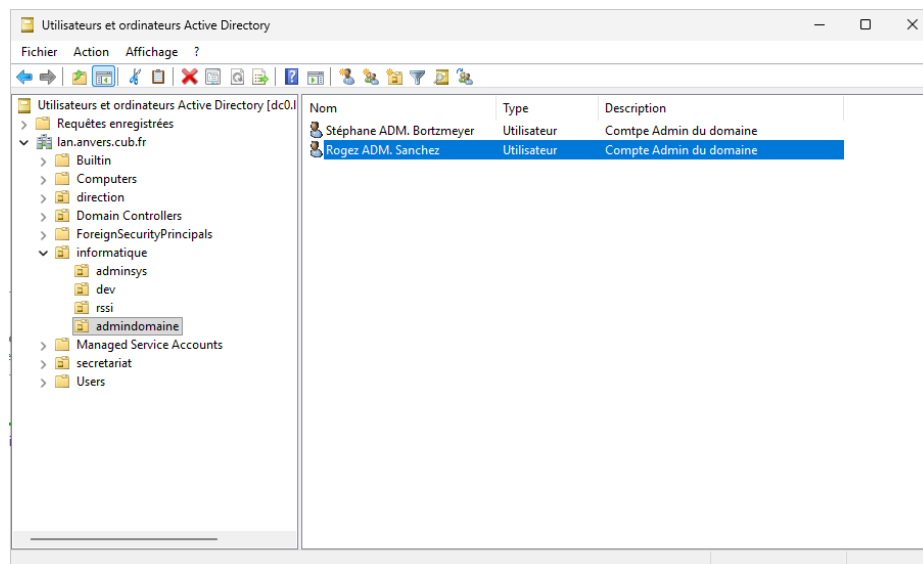 Utilisateurs et ordinateurs Active Directory
Fichier Action Affichage ?
Utilisateurs et ordinateurs Active Directory [dc0.l
Requêtes enregistrées
lan.anvers.cub.fr
Builtin
Computers
direction
Domain Controllers
ForeignSecurityPrincipals
informatique
adminsys
dev
rssi
admindomaine
Managed Service Accounts
secretariat
Users
Nom Type Description
Stéphane ADM. Bortzmeyer Utilisateur Comtpe Admin du domaine
Rogez ADM. Sanchez Utilisateur Compte Admin du domaine